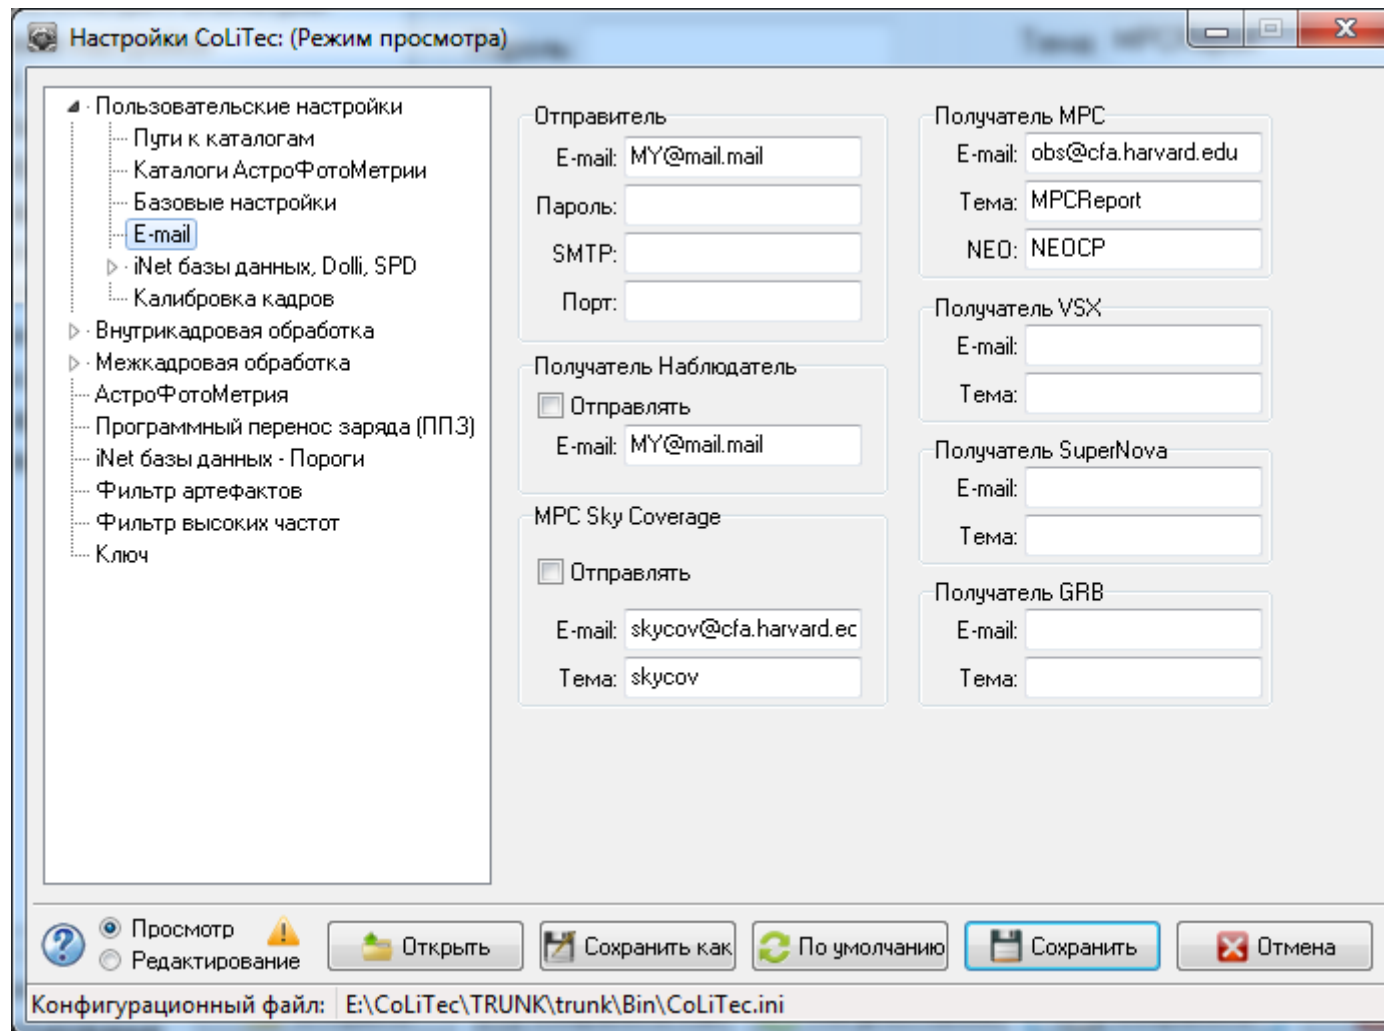 Настройки CoLiTec: (Режим просмотра)
Пользовательские настройки
Пути к каталогам
Каталоги АстроФотоМетрии
Базовые настройки
E-mail
iNet базы данных, Dolli, SPD
Калибровка кадров
Внутрикадровая обработка
Межкадровая обработка
АстроФотоМетрия
Программный перенос заряда (ППЗ)
iNet базы данных - Пороги
Фильтр артефактов
Фильтр высоких частот
Ключ
Отправитель
E-mail: MY@mail.mail
Пароль:
SMTP:
Порт:
Получатель Наблюдатель
Отправлять
E-mail: MY@mail.mail
MPC Sky Coverage
Отправлять
E-mail: skycov@cfa.harvard.ec
Тема: skycov
Получатель MPC
E-mail: obs@cfa.harvard.edu
Тема: MPCReport
NEO: NEOCP
Получатель VSX
E-mail:
Тема:
Получатель SuperNova
E-mail:
Тема:
Получатель GRB
E-mail:
Тема:
Просмотр
Редактирование
Открыть
Сохранить как
По умолчанию
Сохранить
Отмена
Конфигурационный файл: E:\CoLiTec\TRUNK\trunk\Bin\CoLiTec.ini